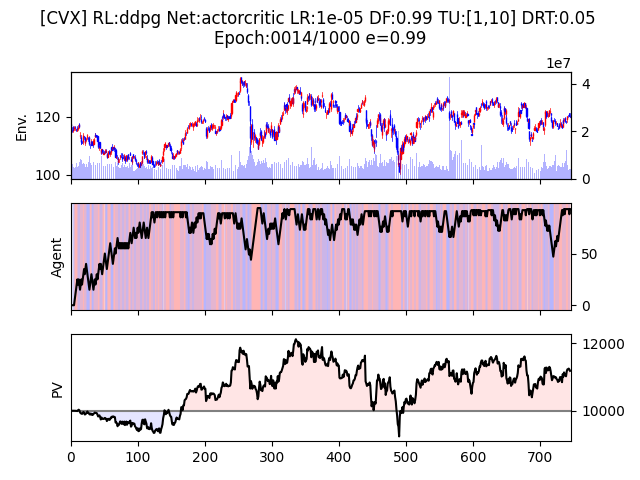 [CVX] RL:ddpg Net:actorcritic LR:1e-05 DF:0.99 TU:[1,10] DRT:0.05
Epoch:0014/1000 e=0.99
1e7
Env.
120
100
4
2
0
Agent
50
0
PV
12000
10000
0 100 200 300 400 500 600 700